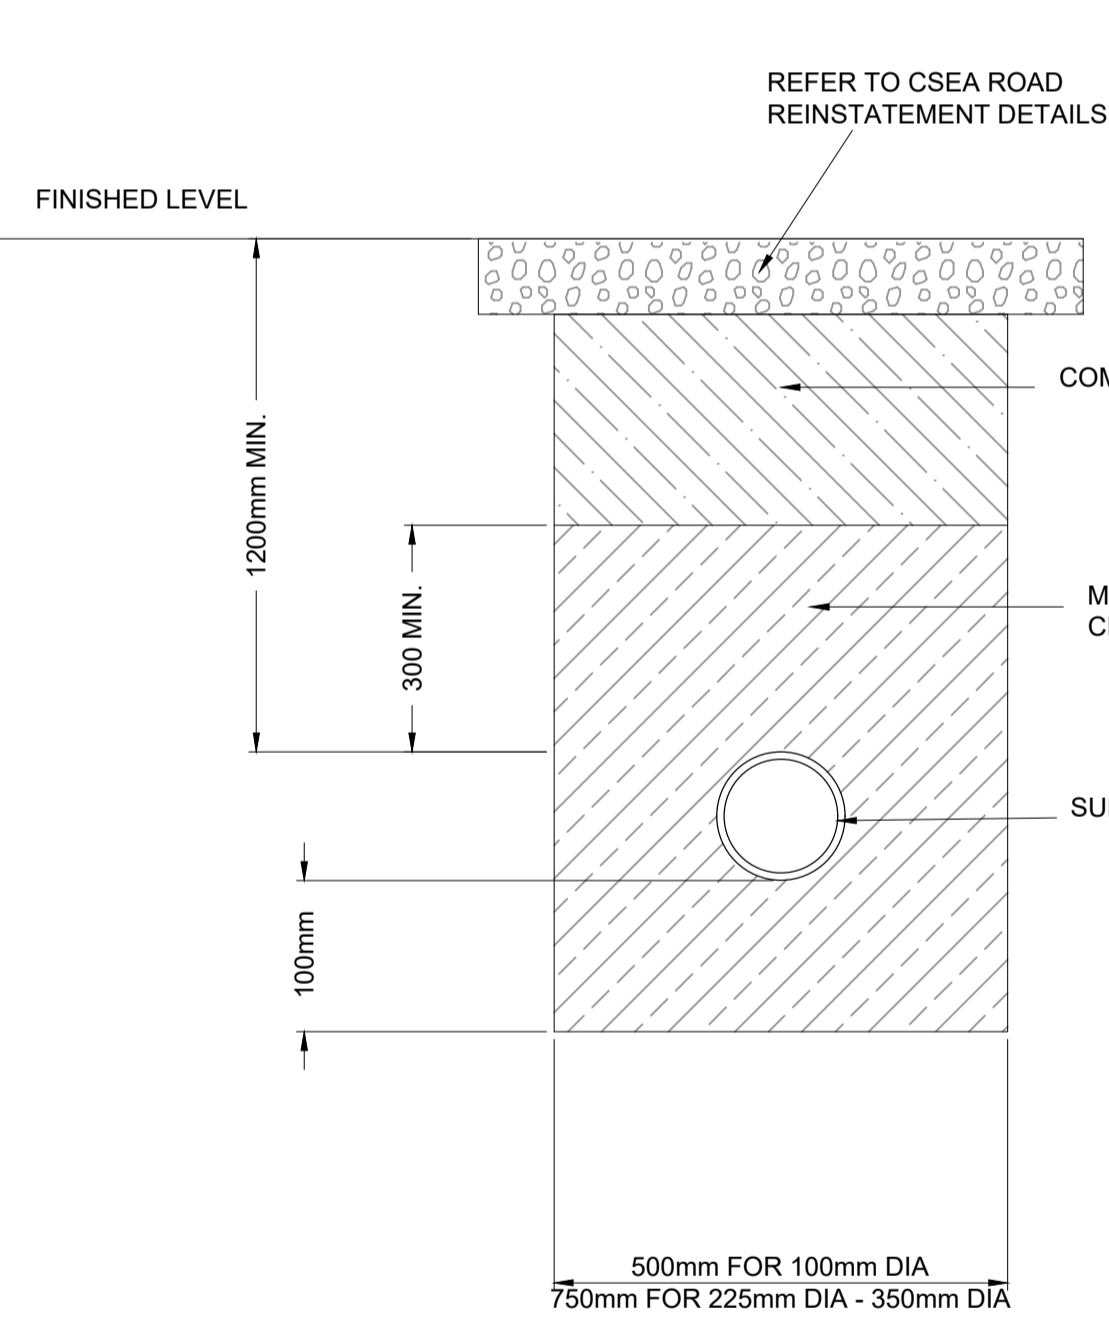 REFER TO CSEA ROAD
REINSTATEMENT DETAILS
FINISHED LEVEL
1200mm MIN.
300 MIN.
100mm
500mm FOR 100mm DIA
750mm FOR 225mm DIA - 350mm DIA